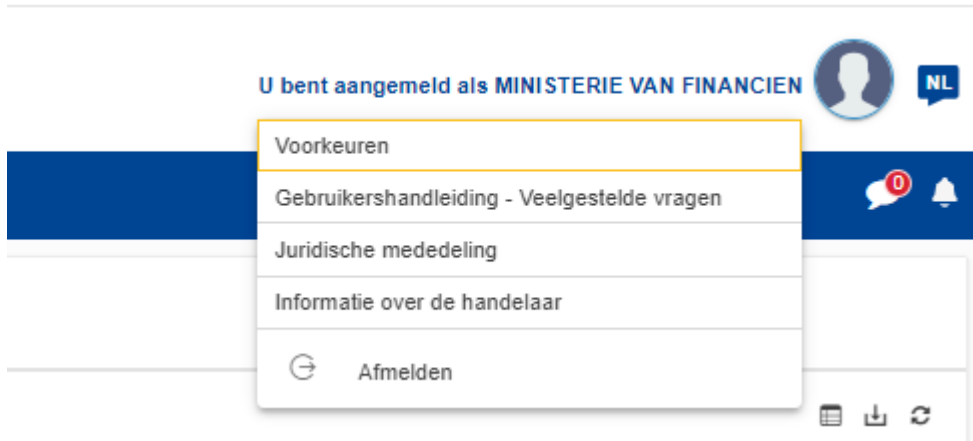 U bent aangemeld als MINISTERIE VAN FINANCIEN
NL
Voorkeuren
0
Gebruikershandleiding - Veelgestelde vragen
Juridische mededeling
Informatie over de handelaar
Afmelden